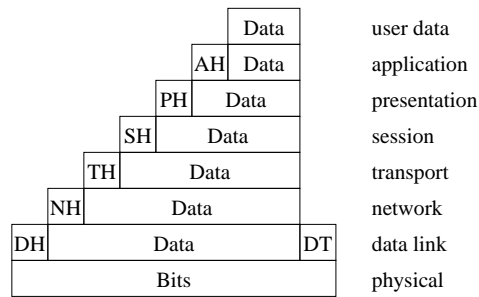 Data user data
AH Data application
PH Data presentation
SH Data session
TH Data transport
NH Data network
DH Data DT data link
Bits physical